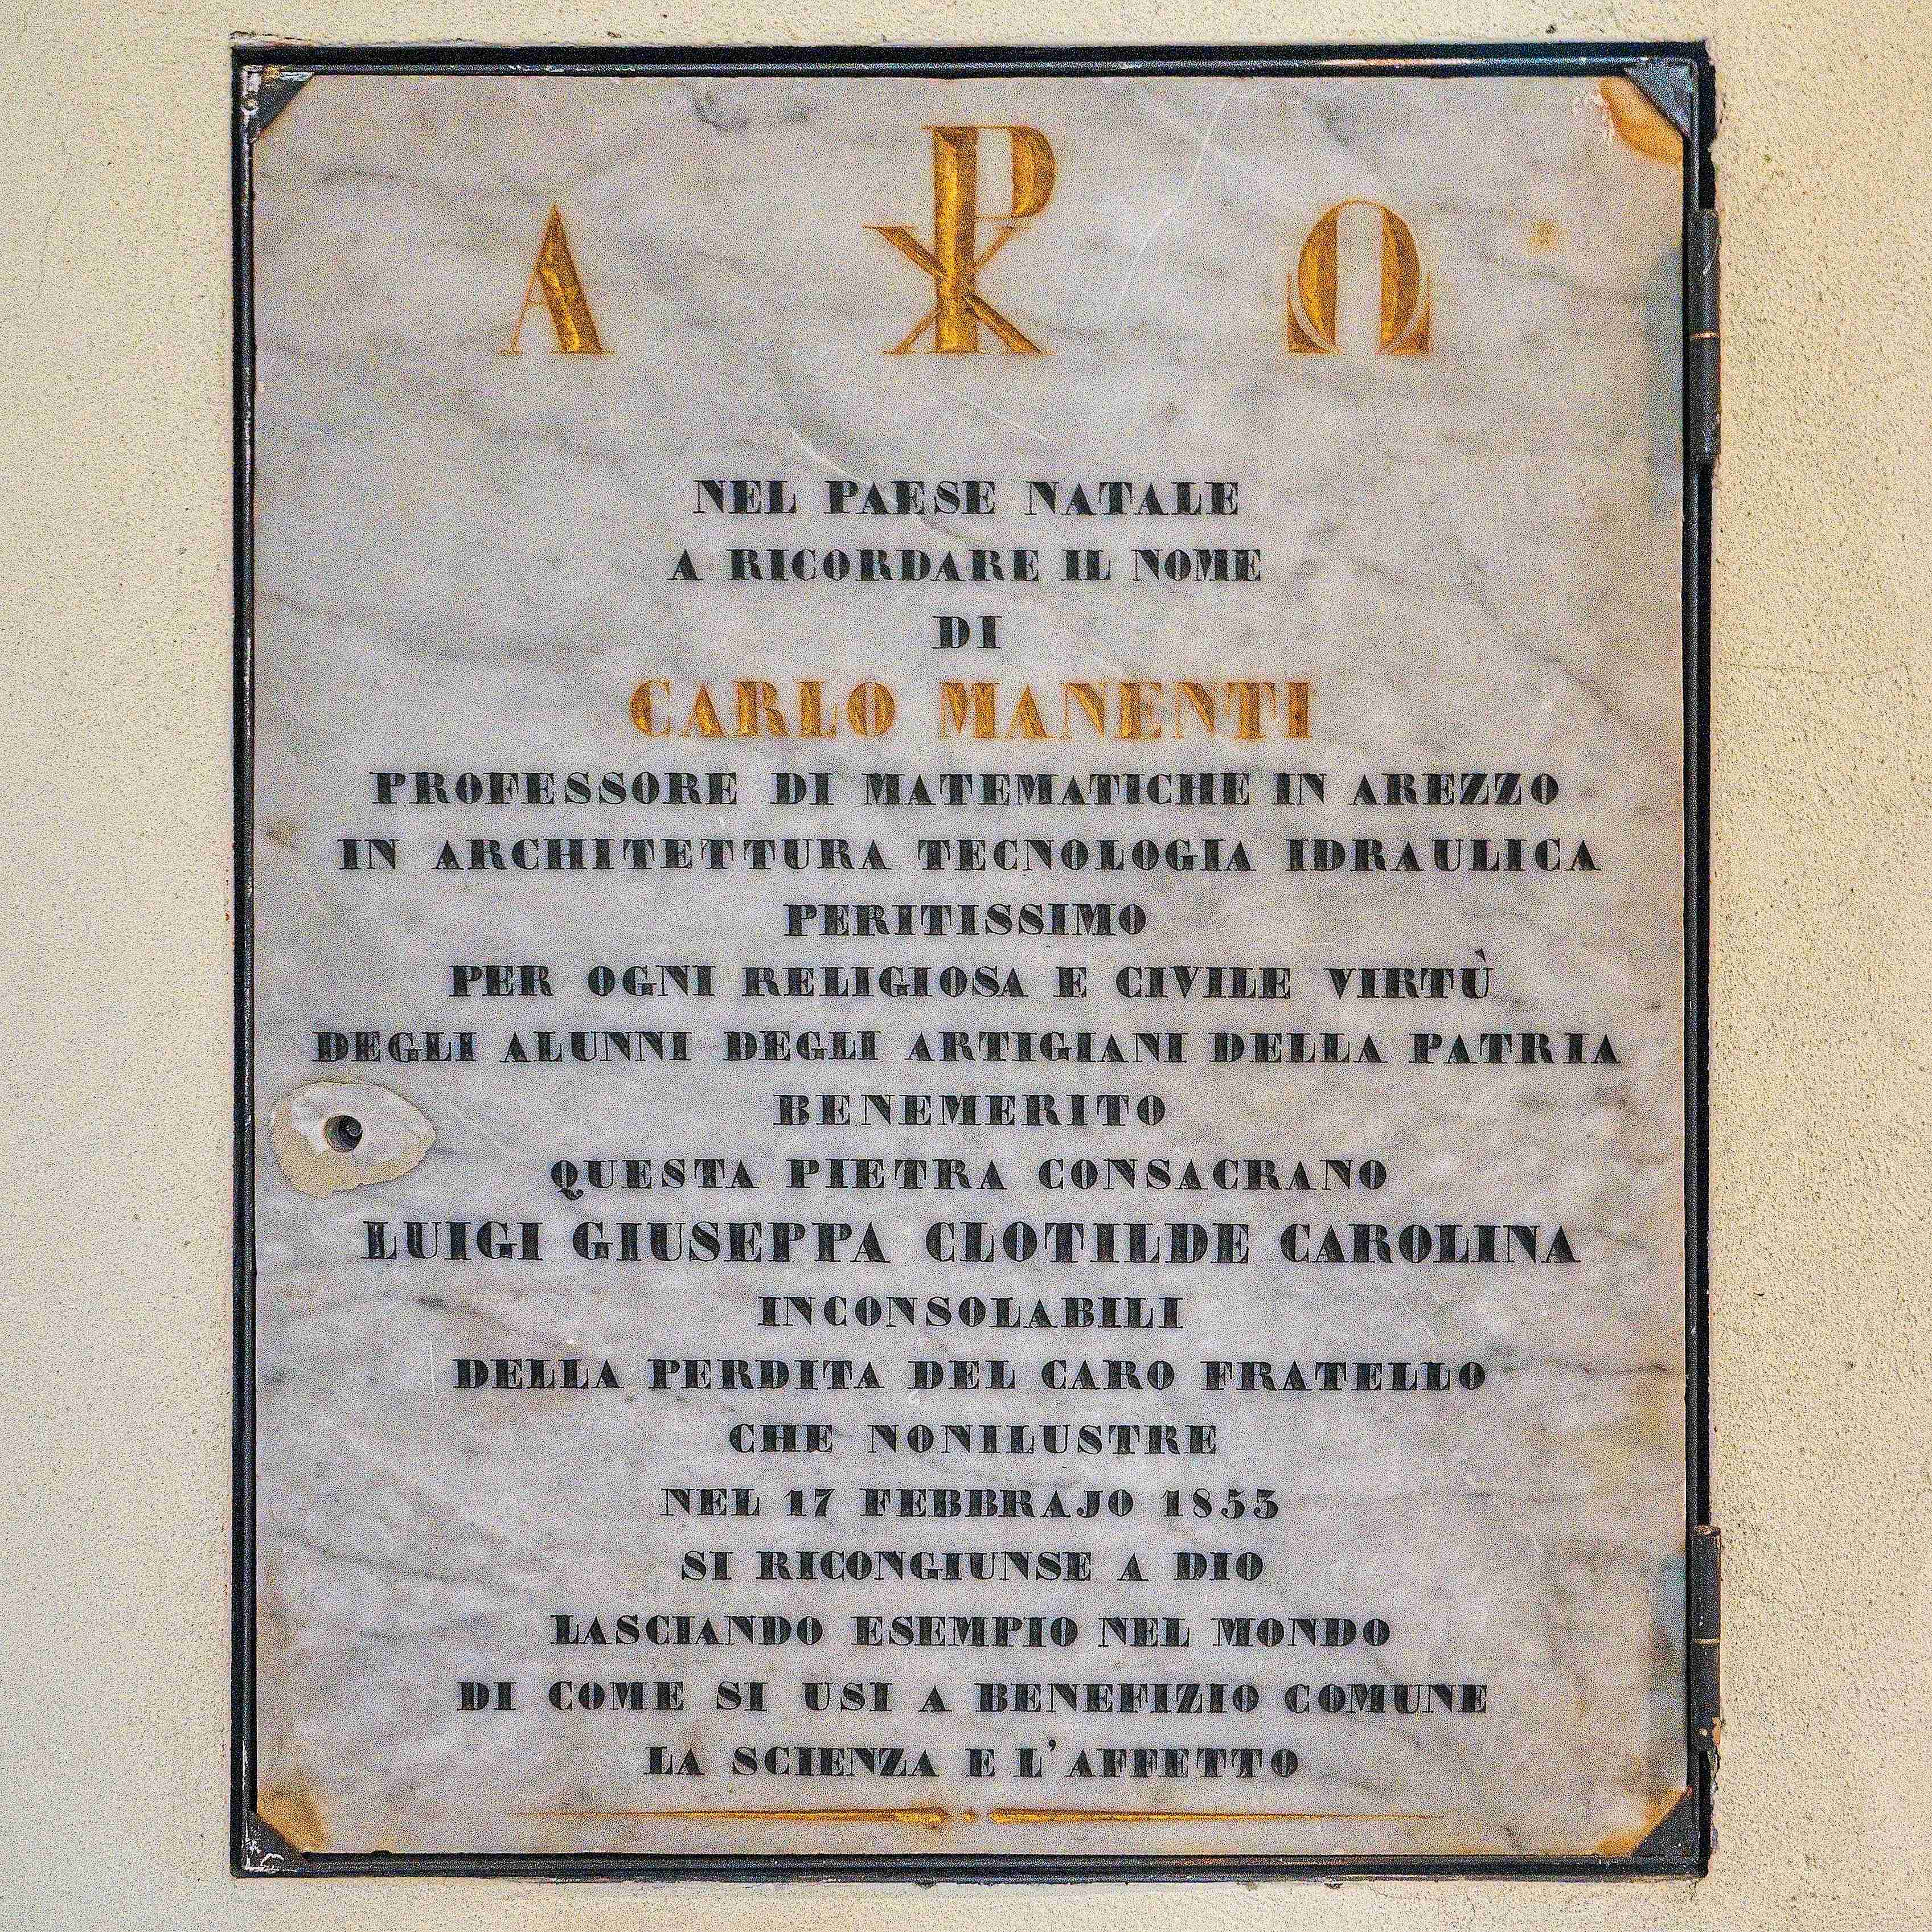 Α ☧ Ω
NEL PAESE NATALE
A RICORDARE IL NOME
DI
CARLO MANENTI
PROFESSORE DI MATEMATICHE IN AREZZO
IN ARCHITETTURA TECNOLOGIA IDRAULICA
PERITISSIMO
PER OGNI RELIGIOSA E CIVILE VIRTÙ
DEGLI ALUNNI DEGLI ARTIGIANI DELLA PATRIA
BENEMERITO
QUESTA PIETRA CONSACRANO
LUIGI GIUSEPPA CLOTILDE CAROLINA
INCONSOLABILI
DELLA PERDITA DEL CARO FRATELLO
CHE NONILUSTRE
NEL 17 FEBBRAJO 1855
SI RICONGIUNSE A DIO
LASCIANDO ESEMPIO NEL MONDO
DI COME SI USI A BENEFIZIO COMUNE
LA SCIENZA E L'AFFETTO